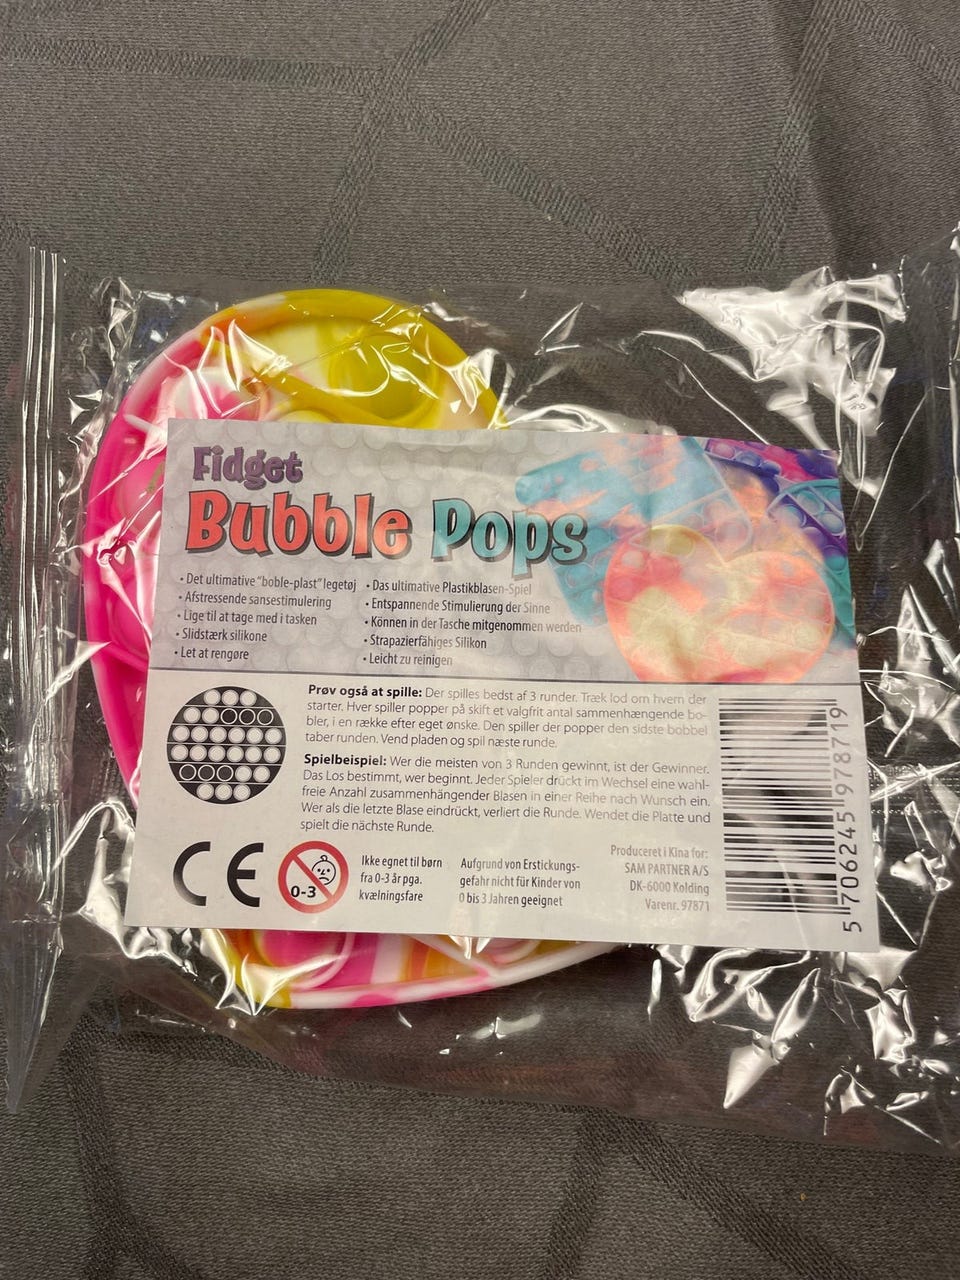 Fidget
Bubble Pops
• Det ultimative "boble-plast" legetøj
• Afstressende sansestimulering
• Lige til at tage med i tasken
• Slidstærk silikone
• Let at rengøre
• Das ultimative Plastikblasen-Spiel
• Entspannende Stimulierung der Sinne
• Können in der Tasche mitgenommen werden
• Strapazierfähiges Silikon
• Leicht zu reinigen
Prøv også at spille: Der spilles bedst af 3 runder. Træk lod om hvem der
starter. Hver spiller popper på skift et valgfrit antal sammenhængende bo-
bler, i en række efter eget ønske. Den spiller der popper den sidste bobbel
taber runden. Vend pladen og spil næste runde.
Spielbeispiel: Wer die meisten von 3 Runden gewinnt, ist der Gewinner.
Das Los bestimmt, wer beginnt. Jeder Spieler drückt im Wechsel eine wahl-
freie Anzahl zusammenhängender Blasen in einer Reihe nach Wunsch ein.
Wer als die letzte Blase eindrückt, verliert die Runde. Wendet die Platte und
spielt die nächste Runde.
CE
0-3
Ikke egnet til børn
fra 0-3 år pga.
kvælningsfare
Aufgrund von Erstickungs-
gefahr nicht für Kinder von
0 bis 3 Jahren geeignet
Produceret i Kina for:
SAM PARTNER A/S
DK-6000 Kolding
Varenr. 97871
5 706245 978719